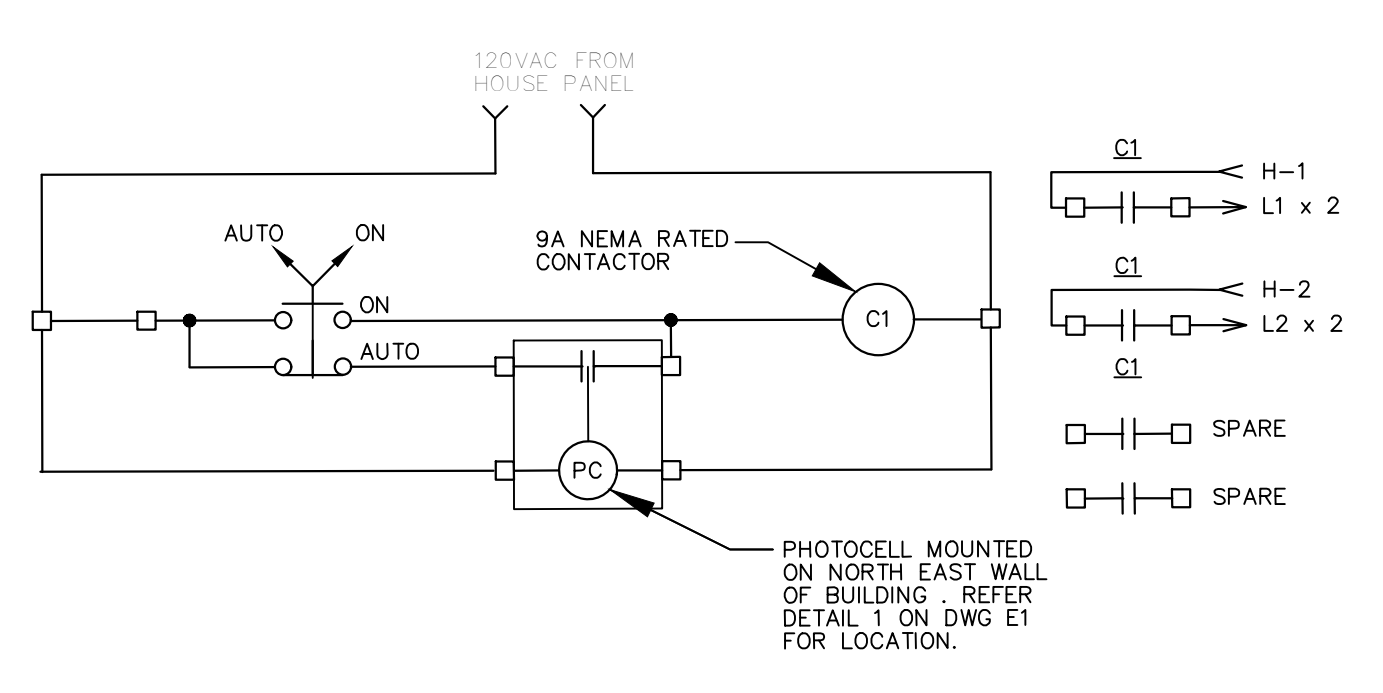 120VAC FROM
HOUSE PANEL
AUTO
ON
ON
AUTO
9A NEMA RATED
CONTACTOR
C1
PC
PHOTOCELL MOUNTED
ON NORTH EAST WALL
OF BUILDING . REFER
DETAIL 1 ON DWG E1
FOR LOCATION.
C1
H-1
L1 x 2
C1
H-2
L2 x 2
C1
SPARE
SPARE